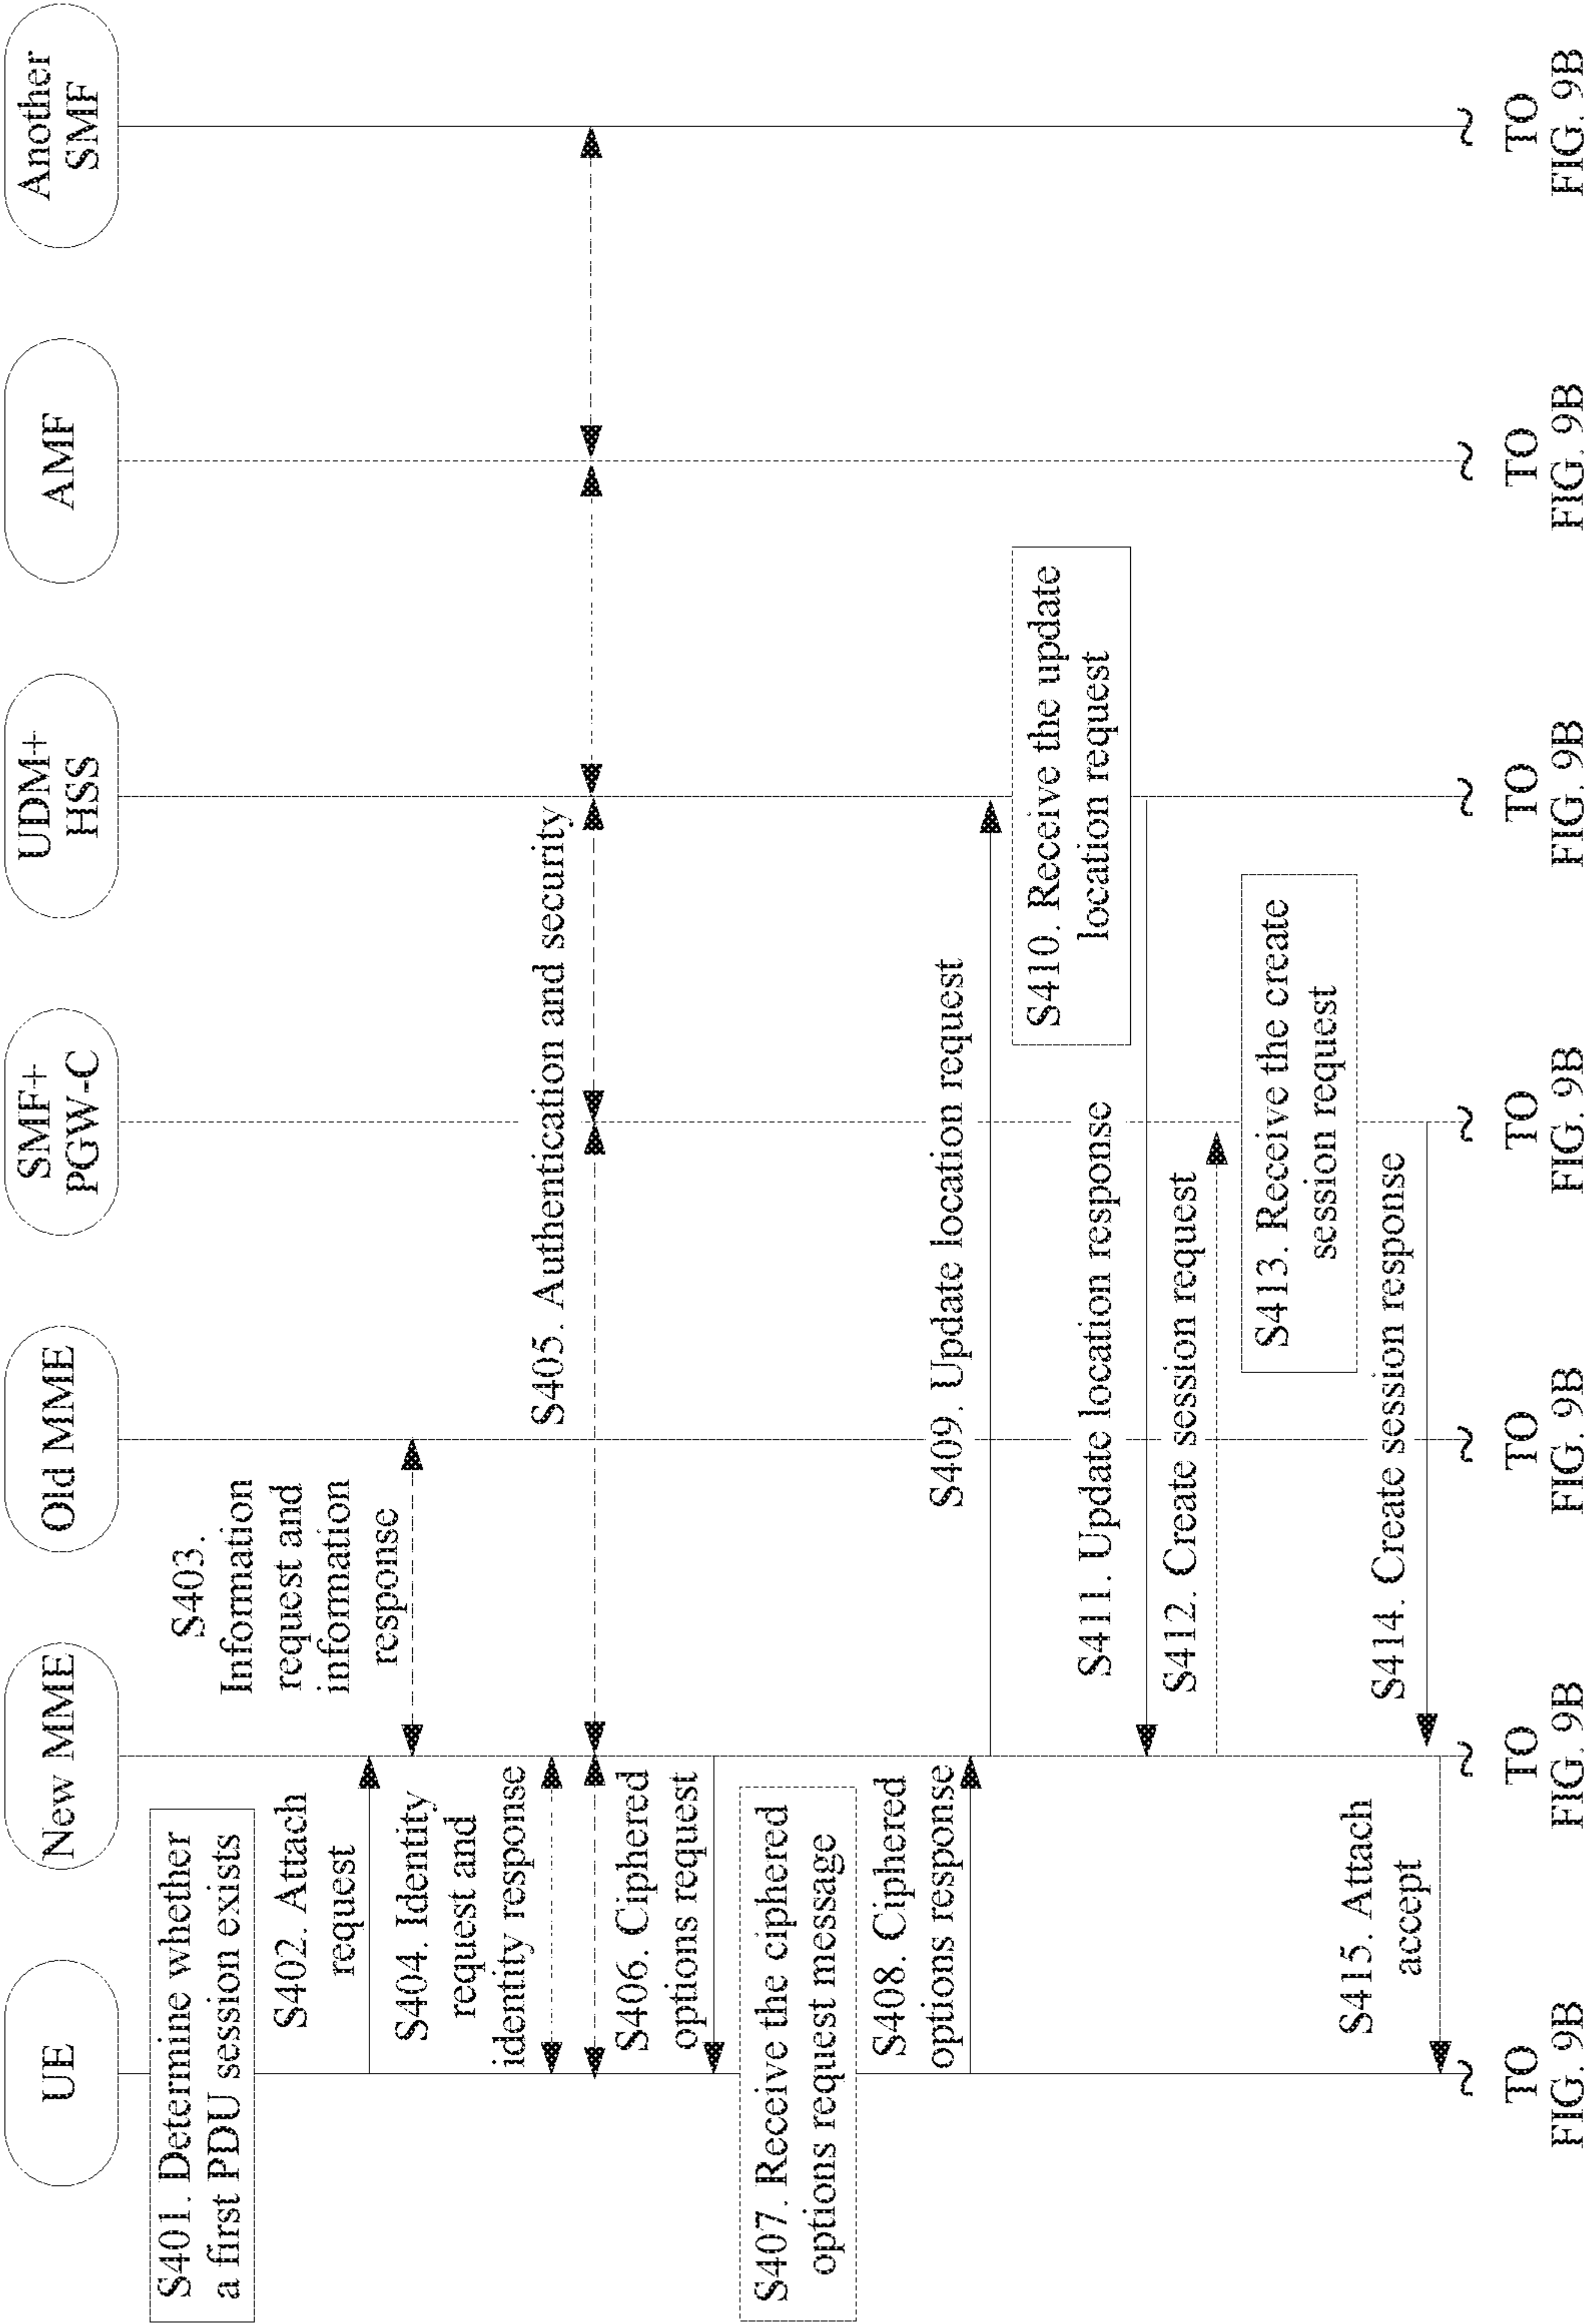 UE
New MME
Old MME
SMF+
PGW-C
UDM+
HSS
AMF
Another
SMF
S401. Determine whether
a first PDU session exists
S402. Attach
request
S403.
Information
request and
information
response
S404. Identity
request and
identity response
S405. Authentication and security
S406. Ciphered
options request
S407. Receive the ciphered
options request message
S408. Ciphered
options response
S409. Update location request
S410. Receive the update
location request
S411. Update location response
S412. Create session request
S413. Receive the create
session request
S414. Create session response
S415. Attach
accept
TO
FIG. 9B
TO
FIG. 9B
TO
FIG. 9B
TO
FIG. 9B
TO
FIG. 9B
TO
FIG. 9B
TO
FIG. 9B